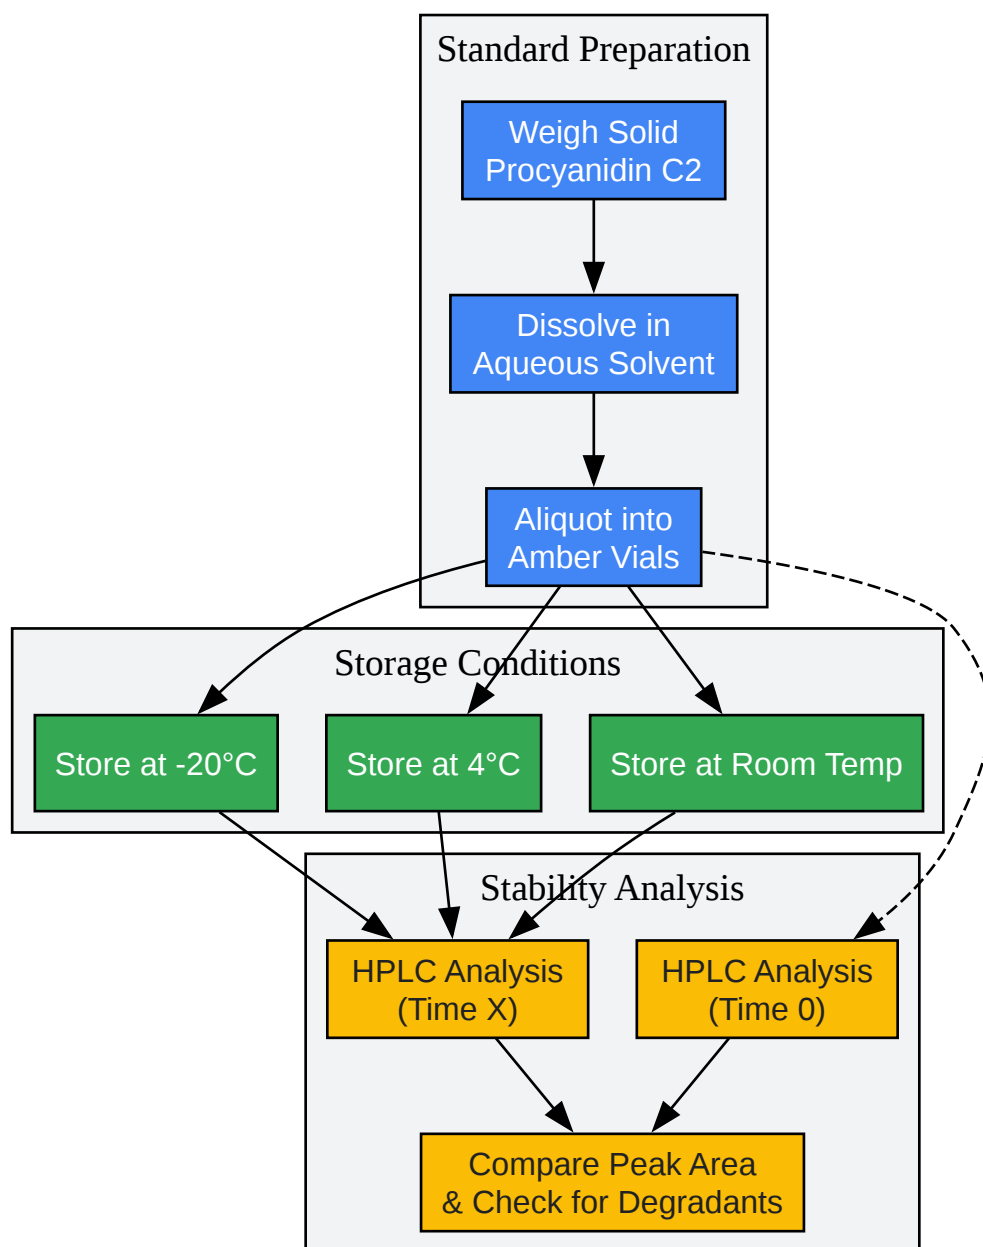 Standard Preparation
Weigh Solid
Procyanidin C2
Dissolve in
Aqueous Solvent
Aliquot into
Amber Vials
Storage Conditions
Store at -20°C
Store at 4°C
Store at Room Temp
Stability Analysis
HPLC Analysis
(Time X)
HPLC Analysis
(Time 0)
Compare Peak Area
& Check for Degradants